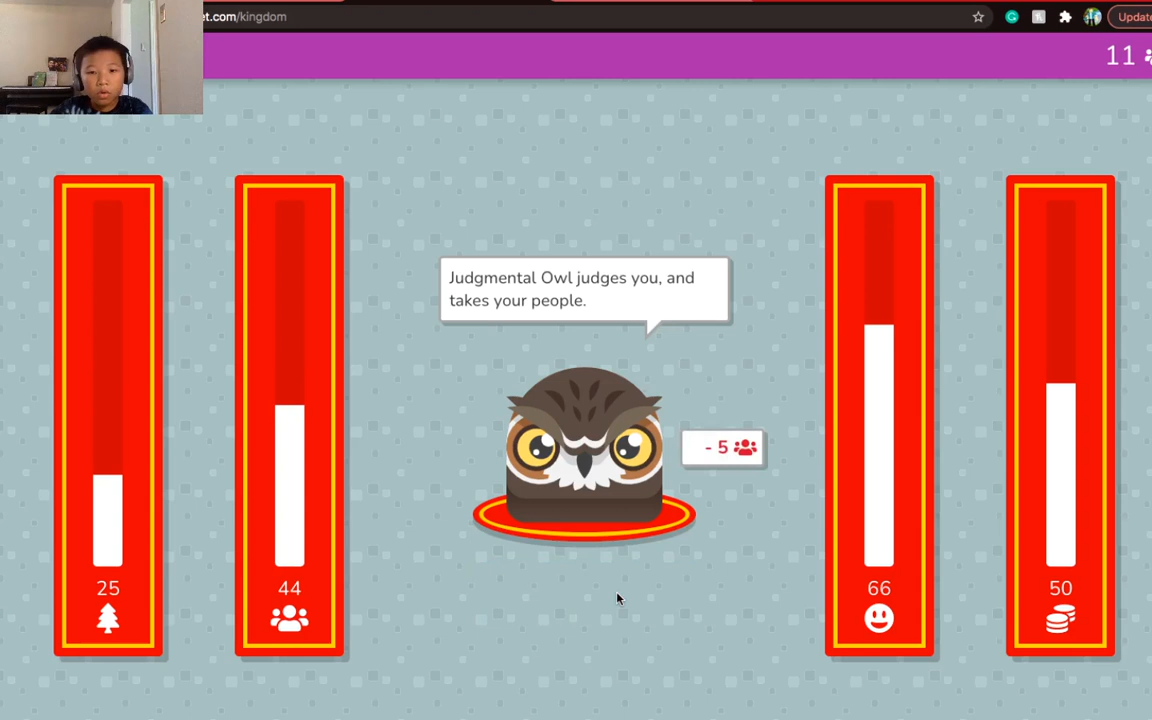 et.com/kingdom
Update
11
Judgmental Owl judges you, and
takes your people.
- 5
25
44
66
50